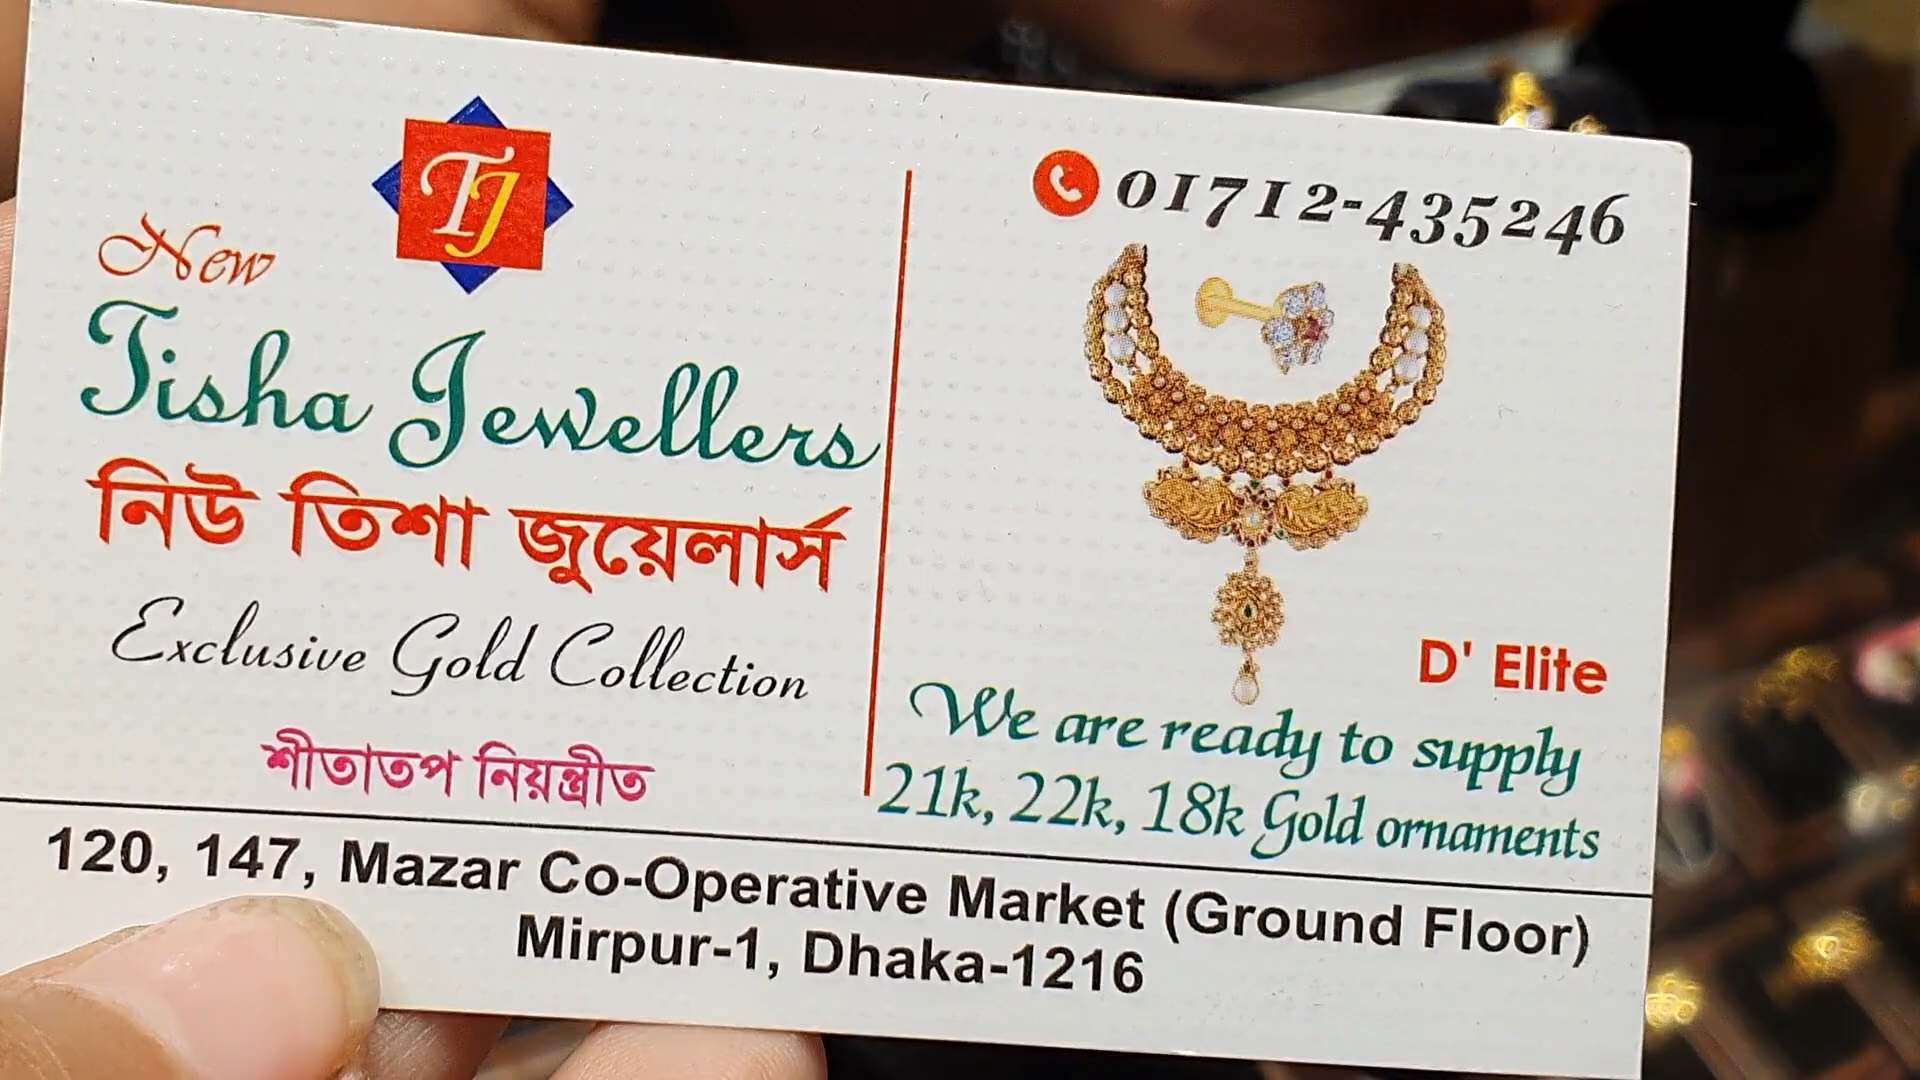 TJ
New
Tisha Jewellers
নিউ তিশা জুয়েলার্স
Exclusive Gold Collection
শীতাতপ নিয়ন্ত্রীত
01712-435246
D' Elite
We are ready to supply
21k, 22k, 18k Gold ornaments
120, 147, Mazar Co-Operative Market (Ground Floor)
Mirpur-1, Dhaka-1216